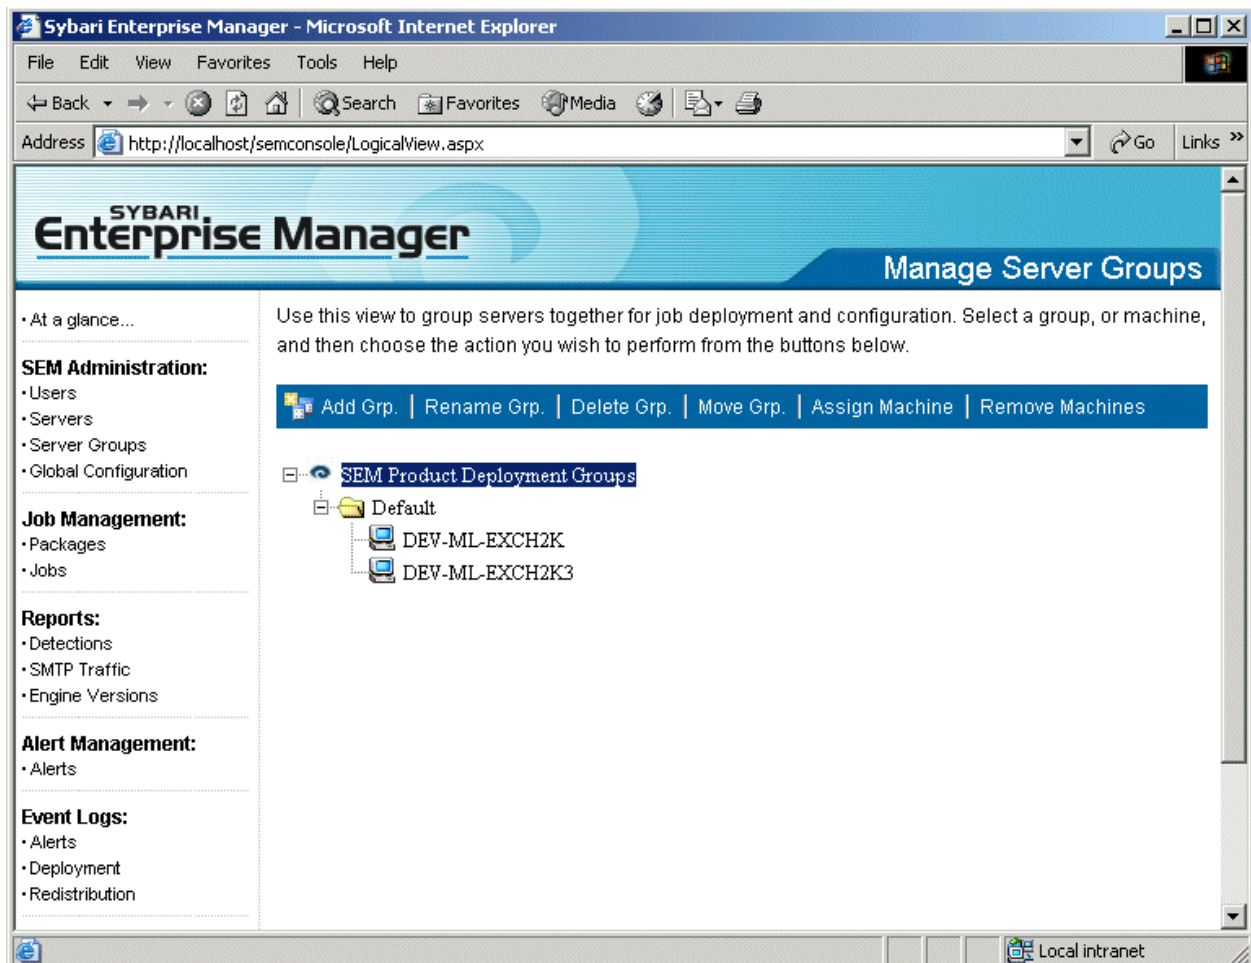 Sybari Enterprise Manager - Microsoft Internet Explorer
File Edit View Favorites Tools Help
Back Search Favorites Media
Address http://localhost/semconsole/LogicalView.aspx Go Links »
SYBARI
Enterprise Manager
Manage Server Groups
· At a glance...
SEM Administration:
· Users
· Servers
· Server Groups
· Global Configuration
Job Management:
· Packages
· Jobs
Reports:
· Detections
· SMTP Traffic
· Engine Versions
Alert Management:
· Alerts
Event Logs:
· Alerts
· Deployment
· Redistribution
Use this view to group servers together for job deployment and configuration. Select a group, or machine,
and then choose the action you wish to perform from the buttons below.
Add Grp. | Rename Grp. | Delete Grp. | Move Grp. | Assign Machine | Remove Machines
SEM Product Deployment Groups
Default
DEV-ML-EXCH2K
DEV-ML-EXCH2K3
Local intranet